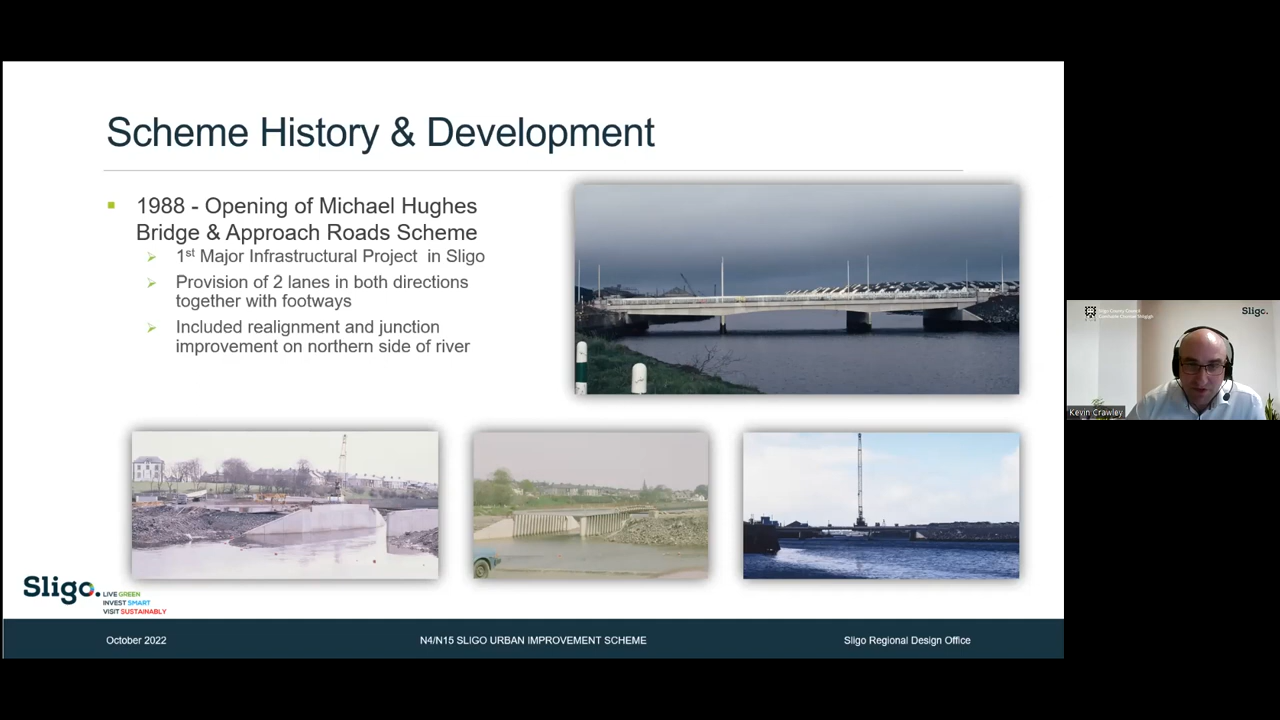 Scheme History & Development
1988 - Opening of Michael Hughes
Bridge & Approach Roads Scheme
1st Major Infrastructural Project in Sligo
Provision of 2 lanes in both directions
together with footways
Included realignment and junction
improvement on northern side of river
Sligo.
LIVE GREEN
INVEST SMART
VISIT SUSTAINABLY
October 2022
N4/N15 SLIGO URBAN IMPROVEMENT SCHEME
Sligo Regional Design Office
Sligo County Council
Sligo.
Kevin Crawley